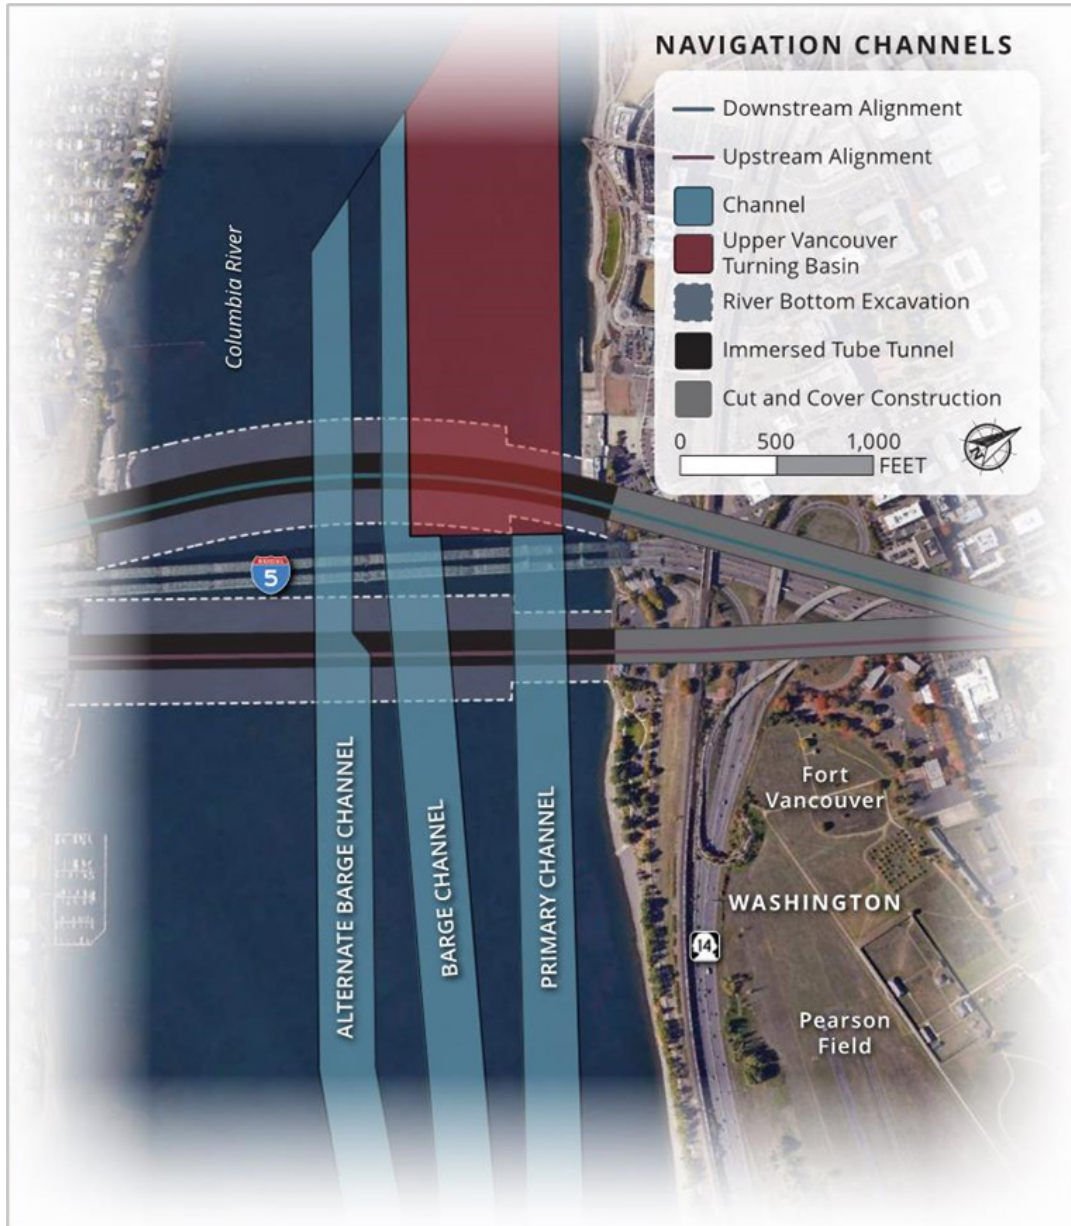 NAVIGATION CHANNELS
Downstream Alignment
Upstream Alignment
Channel
Upper Vancouver
Turning Basin
River Bottom Excavation
Immersed Tube Tunnel
Cut and Cover Construction
0 500 1,000
FEET
N
Columbia River
5
ALTERNATE BARGE CHANNEL
BARGE CHANNEL
PRIMARY CHANNEL
Fort
Vancouver
WASHINGTON
14
Pearson
Field